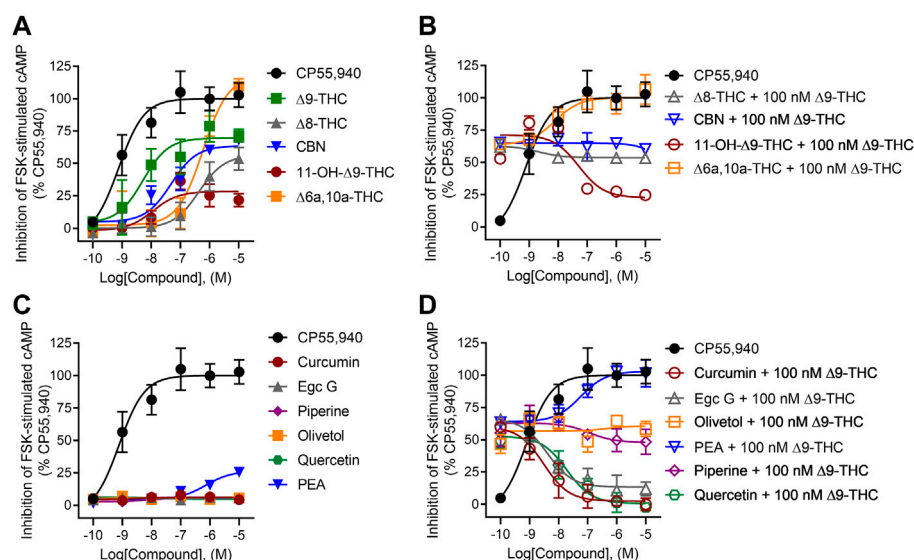 A
Inhibition of FSK-stimulated cAMP
(% CP55,940)
125
100
75
50
25
0
-10 -9 -8 -7 -6 -5
Log[Compound], (M)
CP55,940
Δ9-THC
Δ8-THC
CBN
11-OH-Δ9-THC
Δ6a,10a-THC
B
Inhibition of FSK-stimulated cAMP
(% CP55,940)
125
100
75
50
25
0
-10 -9 -8 -7 -6 -5
Log[Compound], (M)
CP55,940
Δ8-THC + 100 nM Δ9-THC
CBN + 100 nM Δ9-THC
11-OH-Δ9-THC + 100 nM Δ9-THC
Δ6a,10a-THC + 100 nM Δ9-THC
C
Inhibition of FSK-stimulated cAMP
(% CP55,940)
125
100
75
50
25
0
-10 -9 -8 -7 -6 -5
Log[Compound], (M)
CP55,940
Curcumin
Egc G
Piperine
Olivetol
Quercetin
PEA
D
Inhibition of FSK-stimulated cAMP
(% CP55,940)
125
100
75
50
25
0
-10 -9 -8 -7 -6 -5
Log[Compound], (M)
CP55,940
Curcumin + 100 nM Δ9-THC
Egc G + 100 nM Δ9-THC
Olivetol + 100 nM Δ9-THC
PEA + 100 nM Δ9-THC
Piperine + 100 nM Δ9-THC
Quercetin + 100 nM Δ9-THC